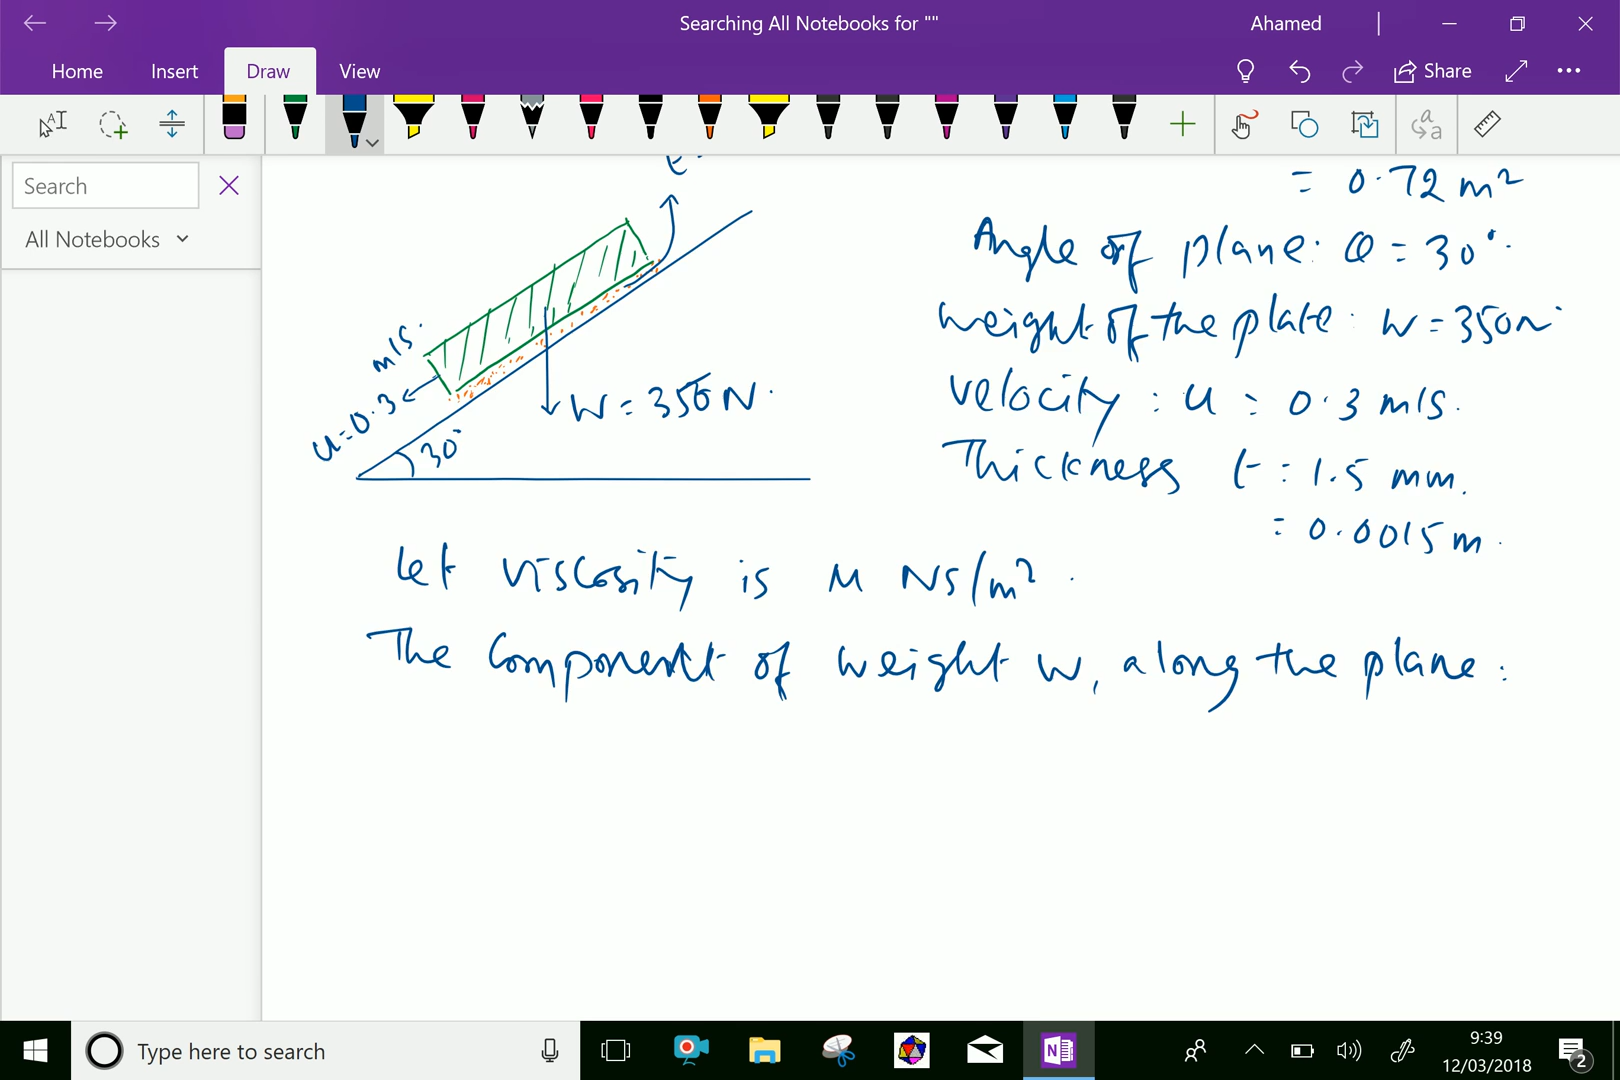 Searching All Notebooks for ""
Ahamed
Home Insert Draw View
Share
Search
All Notebooks
t
= 0.72 m²
Angle of plane: θ = 30°.
weight of the plate: W = 350N
velocity: u = 0.3 m/s.
Thickness t = 1.5 mm.
= 0.0015 m.
u=0.3 m/s.
W = 350N.
30°
Let viscosity is μ Ns/m².
The component of weight W, along the plane:
Type here to search
9:39
12/03/2018
2